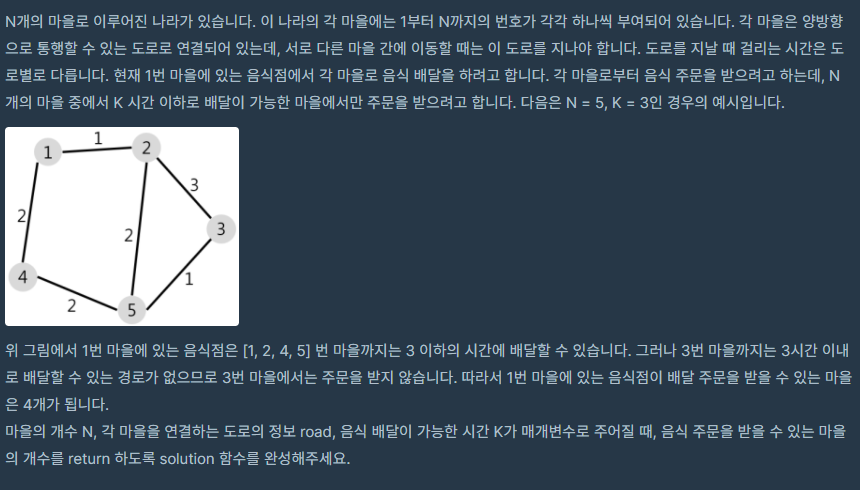 N개의 마을로 이루어진 나라가 있습니다. 이 나라의 각 마을에는 1부터 N까지의 번호가 각각 하나씩 부여되어 있습니다. 각 마을은 양방향
으로 통행할 수 있는 도로로 연결되어 있는데, 서로 다른 마을 간에 이동할 때는 이 도로를 지나야 합니다. 도로를 지날 때 걸리는 시간은 도
로별로 다릅니다. 현재 1번 마을에 있는 음식점에서 각 마을로 음식 배달을 하려고 합니다. 각 마을로부터 음식 주문을 받으려고 하는데, N
개의 마을 중에서 K 시간 이하로 배달이 가능한 마을에서만 주문을 받으려고 합니다. 다음은 N = 5, K = 3인 경우의 예시입니다.
1
1
2
3
2
2
3
1
4
2
5
위 그림에서 1번 마을에 있는 음식점은 [1, 2, 4, 5] 번 마을까지는 3 이하의 시간에 배달할 수 있습니다. 그러나 3번 마을까지는 3시간 이내
로 배달할 수 있는 경로가 없으므로 3번 마을에서는 주문을 받지 않습니다. 따라서 1번 마을에 있는 음식점이 배달 주문을 받을 수 있는 마을
은 4개가 됩니다.
마을의 개수 N, 각 마을을 연결하는 도로의 정보 road, 음식 배달이 가능한 시간 K가 매개변수로 주어질 때, 음식 주문을 받을 수 있는 마을
의 개수를 return 하도록 solution 함수를 완성해주세요.